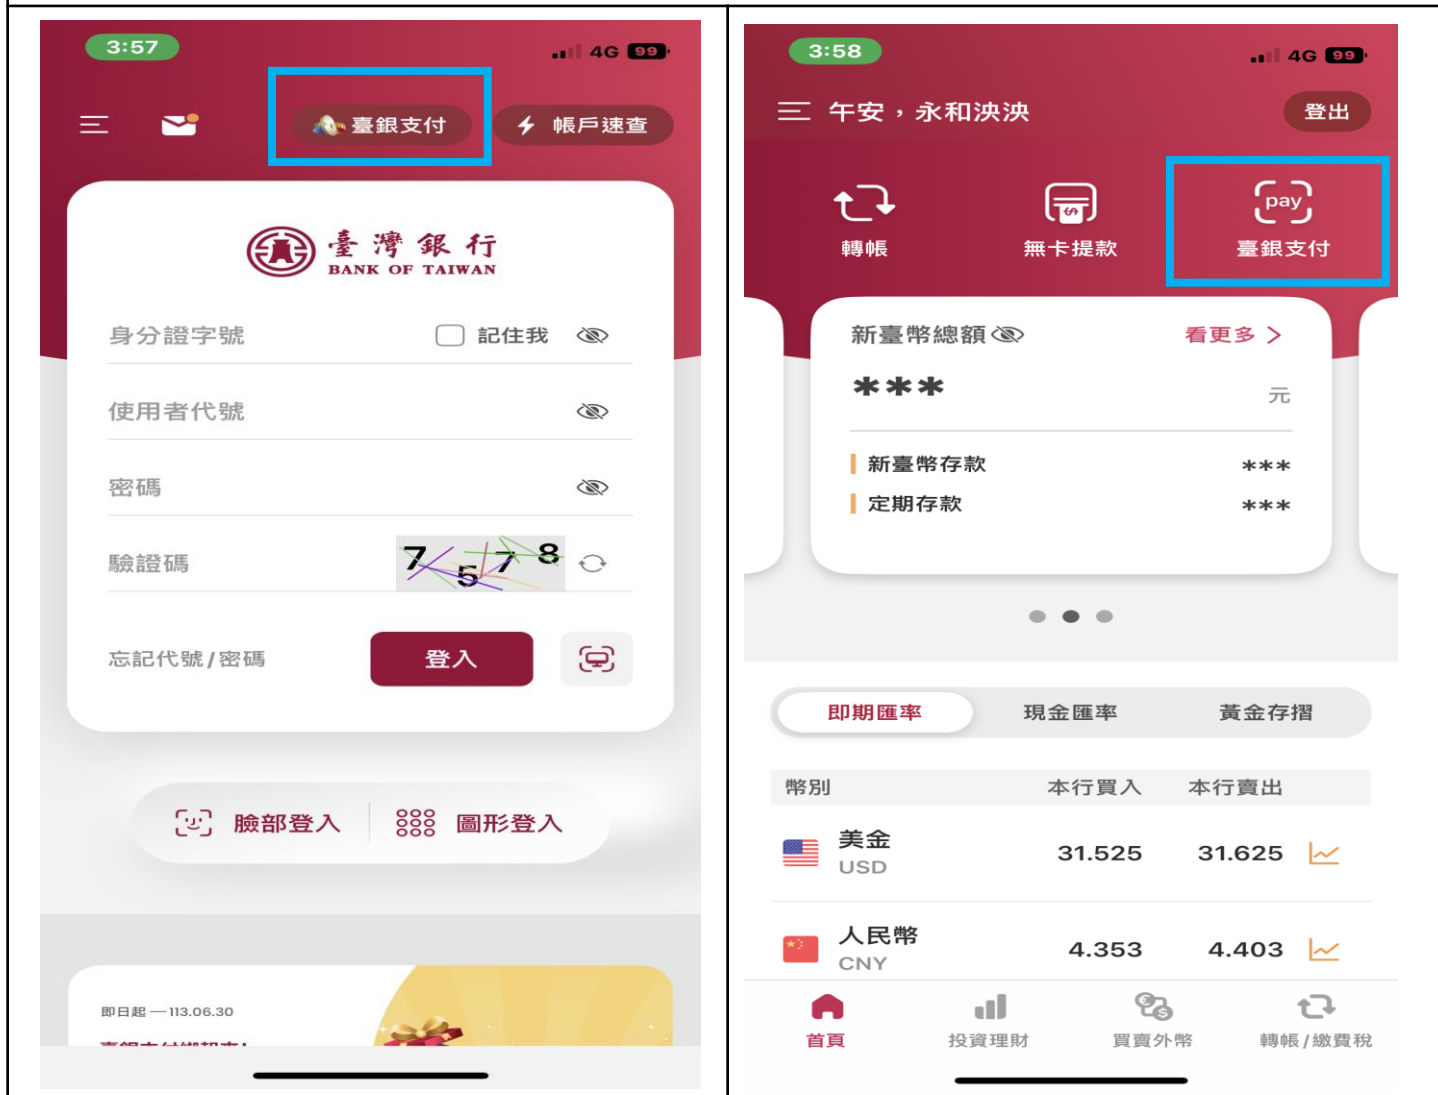 3:57
4G 99
臺銀支付
帳戶速查
臺灣銀行
BANK OF TAIWAN
身分證字號
記住我
使用者代號
密碼
驗證碼
7578
忘記代號/密碼
登入
臉部登入
圖形登入
即日起—113.06.30
3:58
4G 99
午安，永和泱泱
登出
轉帳
無卡提款
pay
臺銀支付
新臺幣總額
看更多 >
***
元
新臺幣存款 ***
定期存款 ***
即期匯率 現金匯率 黃金存摺
幣別 本行買入 本行賣出
美金
USD
31.525 31.625
人民幣
CNY
4.353 4.403
首頁 投資理財 買賣外幣 轉帳/繳費稅